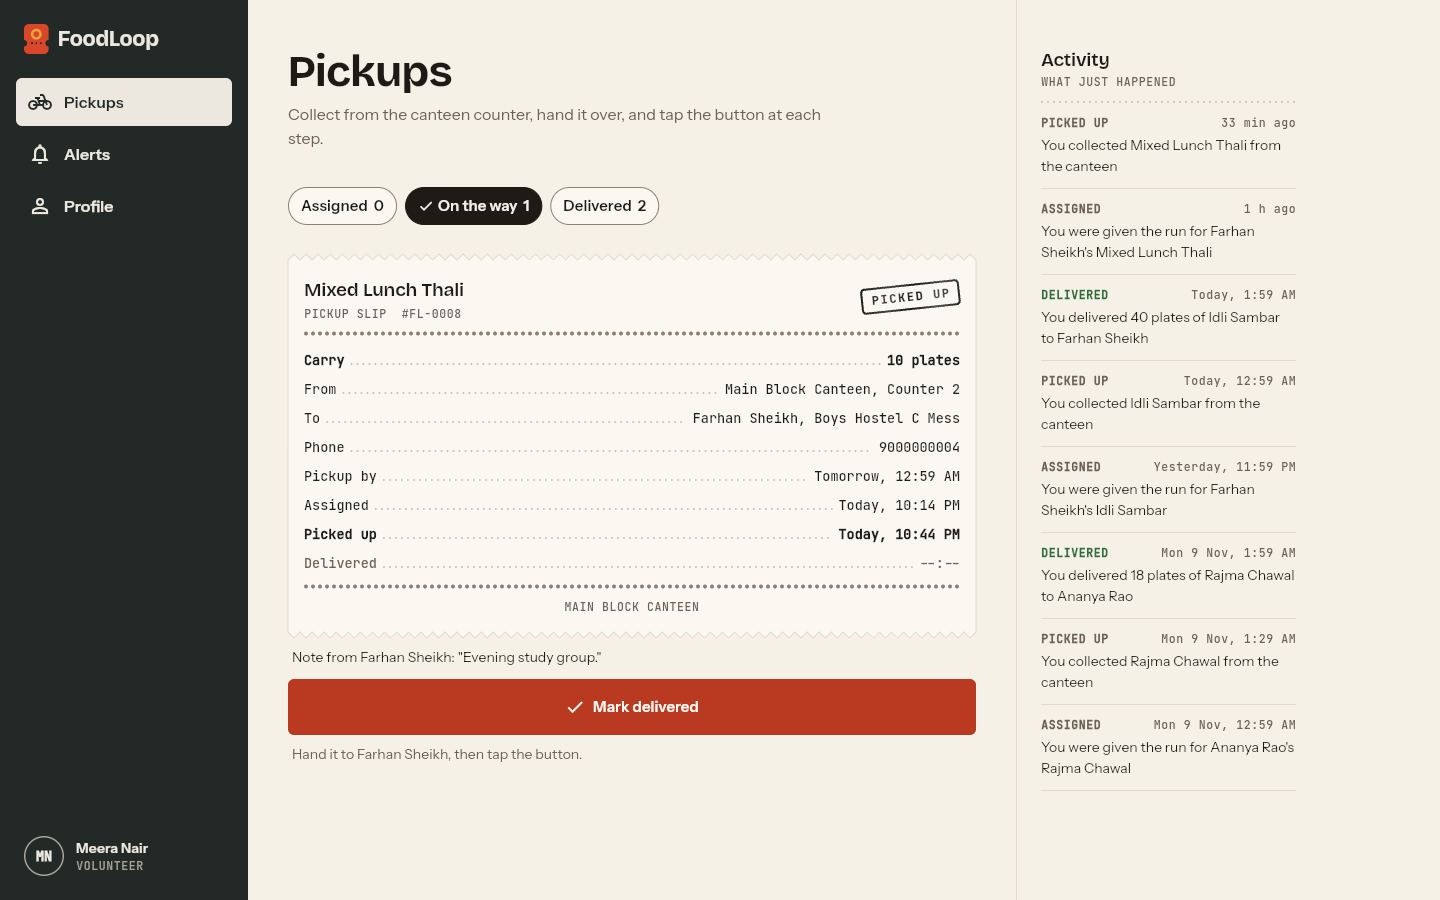 FoodLoop
Pickups
Alerts
Profile
MN
Meera Nair
VOLUNTEER
Pickups
Collect from the canteen counter, hand it over, and tap the button at each
step.
Assigned 0
On the way 1
Delivered 2
Mixed Lunch Thali
PICKUP SLIP #FL-0008
PICKED UP
Carry 10 plates
From Main Block Canteen, Counter 2
To Farhan Sheikh, Boys Hostel C Mess
Phone 9000000004
Pickup by Tomorrow, 12:59 AM
Assigned Today, 10:14 PM
Picked up Today, 10:44 PM
Delivered --:--
MAIN BLOCK CANTEEN
Note from Farhan Sheikh: "Evening study group."
Mark delivered
Hand it to Farhan Sheikh, then tap the button.
Activity
WHAT JUST HAPPENED
PICKED UP 33 min ago
You collected Mixed Lunch Thali from
the canteen
ASSIGNED 1 h ago
You were given the run for Farhan
Sheikh's Mixed Lunch Thali
DELIVERED Today, 1:59 AM
You delivered 40 plates of Idli Sambar
to Farhan Sheikh
PICKED UP Today, 12:59 AM
You collected Idli Sambar from the
canteen
ASSIGNED Yesterday, 11:59 PM
You were given the run for Farhan
Sheikh's Idli Sambar
DELIVERED Mon 9 Nov, 1:59 AM
You delivered 18 plates of Rajma Chawal
to Ananya Rao
PICKED UP Mon 9 Nov, 1:29 AM
You collected Rajma Chawal from the
canteen
ASSIGNED Mon 9 Nov, 12:59 AM
You were given the run for Ananya Rao's
Rajma Chawal